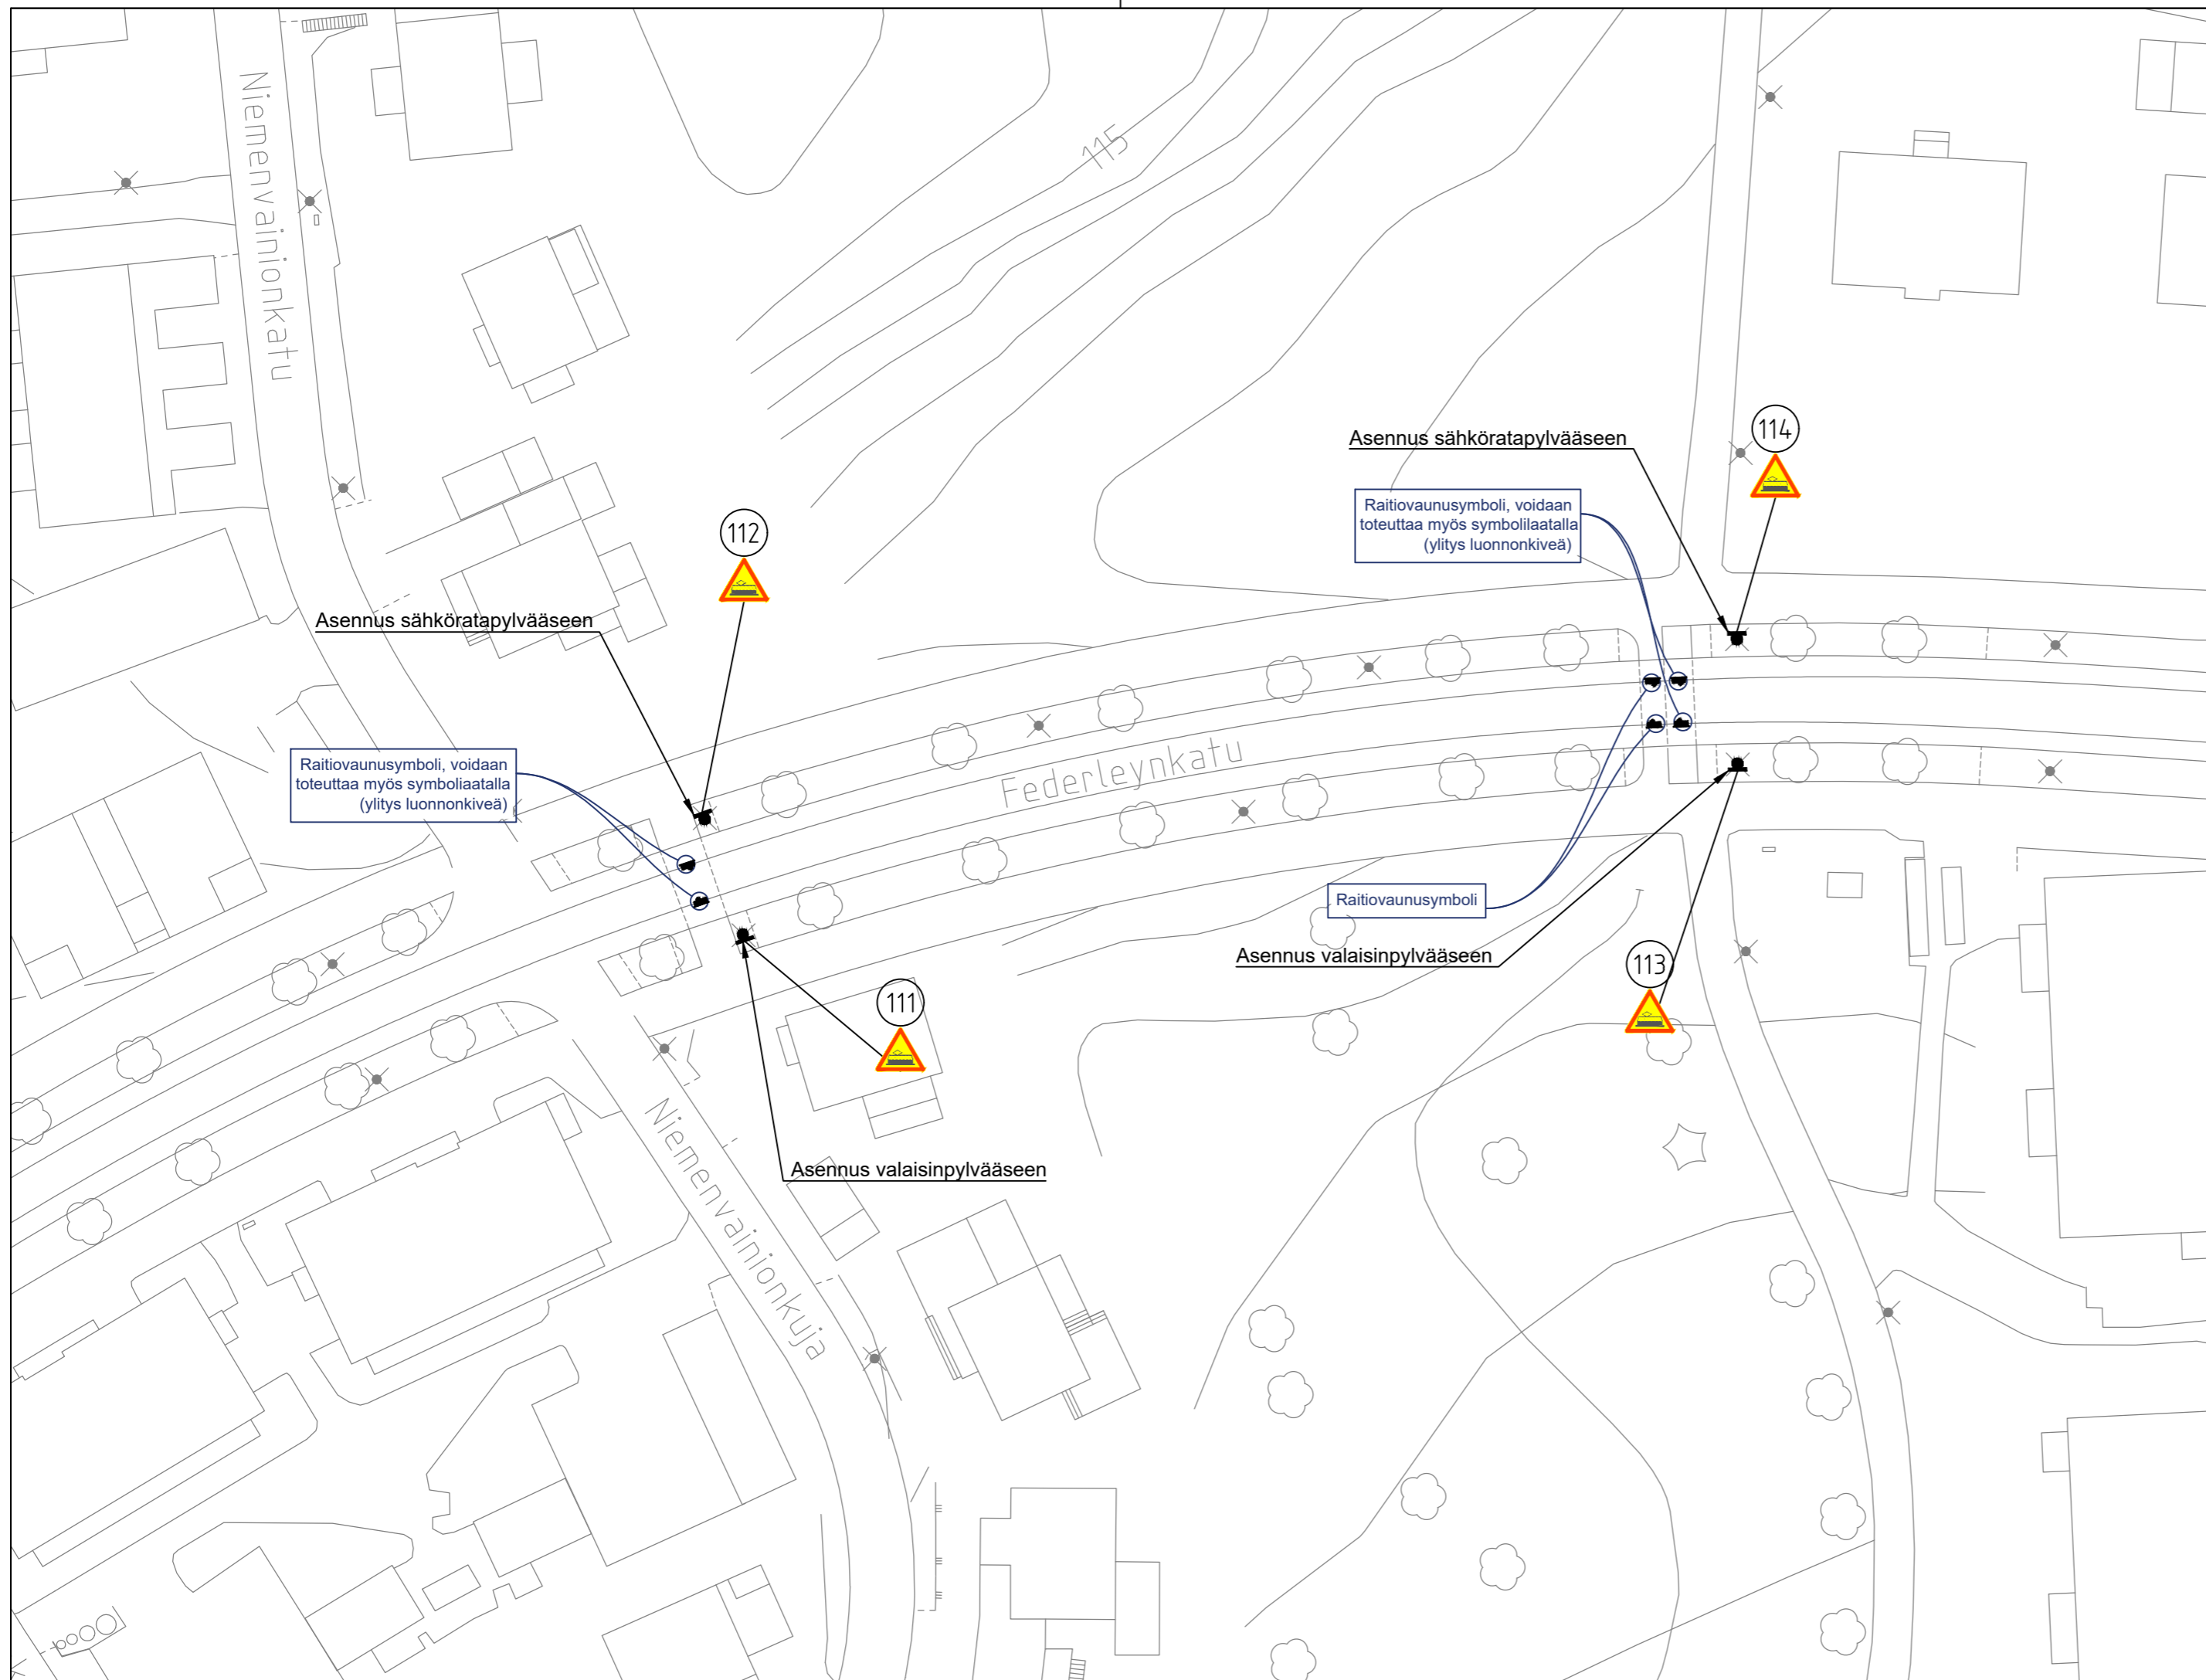 Niemenvainionkatu
115
114
Asennus sähköratapylvääseen
Raitiovaunusymboli, voidaan
toteuttaa myös symbolilaatalla
(ylitys luonnonkiveä)
112
Asennus sähköratapylvääseen
Raitiovaunusymboli, voidaan
toteuttaa myös symboliaatalla
(ylitys luonnonkiveä)
Federleynkatu
Raitiovaunusymboli
Asennus valaisinpylvääseen
113
111
Niemenvainionkuja
Asennus valaisinpylvääseen